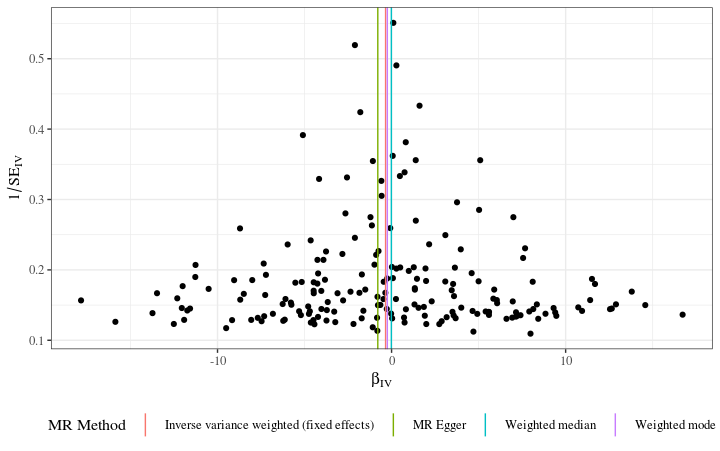 0.5
0.4
0.3
0.2
0.1
1/SE_IV
-10
0
10
β_IV
MR Method
Inverse variance weighted (fixed effects)
MR Egger
Weighted median
Weighted mode